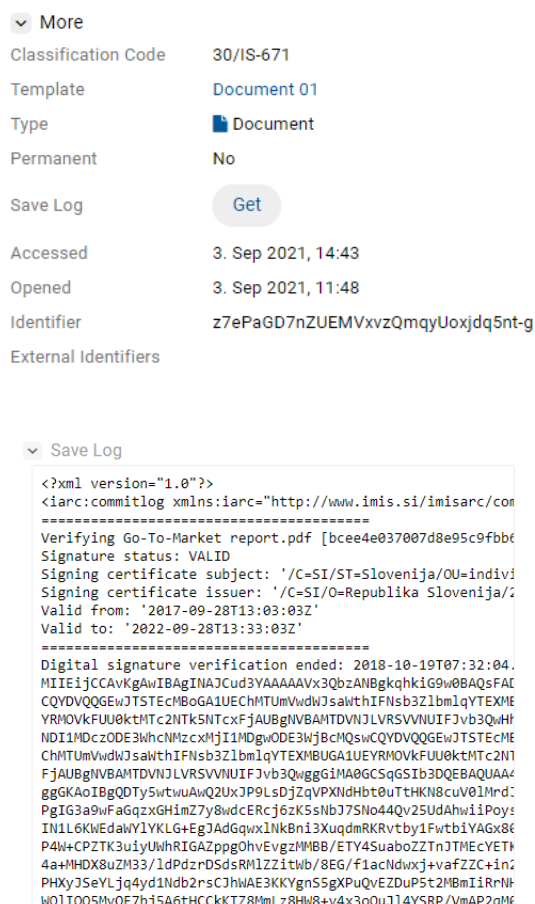 More
Classification Code 30/IS-671
Template Document 01
Type Document
Permanent No
Save Log Get
Accessed 3. Sep 2021, 14:43
Opened 3. Sep 2021, 11:48
Identifier z7ePaGD7nZUEMVxvzQmqyUoxjdq5nt-g
External Identifiers
Save Log
<?xml version="1.0"?>
<iarc:commitlog xmlns:iarc="http://www.imis.si/imisarc/com
=======================================
Verifying Go-To-Market report.pdf [bcee4e037007d8e95c9fbb6
Signature status: VALID
Signing certificate subject: '/C=SI/ST=Slovenija/OU=indivi
Signing certificate issuer: '/C=SI/O=Republika Slovenija/2
Valid from: '2017-09-28T13:03:03Z'
Valid to: '2022-09-28T13:33:03Z'
=======================================
Digital signature verification ended: 2018-10-19T07:32:04.
MIIEijCCAvKgAwIBAgINAJCud3YAAAAAVx3QbzANBgkqhkiG9w0BAQsFAD
CQYDVQQGEwJTSTEcMBoGA1UEChMTUmVwdWJsaWthIFNsb3ZlbmlqYTEXMB
YRMOVkFUU0ktMTc2NTk5NTcxFjAUBgNVBAMTDVNJLVRSVVNUIFJvb3QwHh
NDI1MDczODE3WhcNMzcxMjI1MDgwODE3WjBcMQswCQYDVQQGEwJTSTEcMB
ChMTUmVwdWJsaWthIFNsb3ZlbmlqYTEXMBUGA1UEYRMOVkFUU0ktMTc2NT
FjAUBgNVBAMTDVNJLVRSVVNUIFJvb3QwggGiMA0GCSqGSIb3DQEBAQUAA4
ggGKAoIBgQDTy5wtwuAwQ2UxJP9LsDjZqVPXNdHbt0uTtHKN8cuV0lMrdJ
PgIG3a9wFaGqzxGHimZ7y8wdcERcj6zK5sNbJ7SNo44Qv25UdAhwiiPoys
IN1L6KWEdaWYlYKLG+EgJAdGqwxlNkBni3XuqdmRKRvtby1FwtbiYAGx86
P4W+CPZTK3uiyUWhRIGAZppgOhvEvgzMMBB/ETY4SuaboZZTnJTMEcYETK
4a+MHDX8uZM33/ldPdzrDSdsRMlZZitWb/8EG/f1acNdwxj+vafZZC+in2
PHXyJSeYLjq4yd1Ndb2rsCJhWAE3KKYgnS5gXPuQvEZDuP5t2MBmIiRrNH